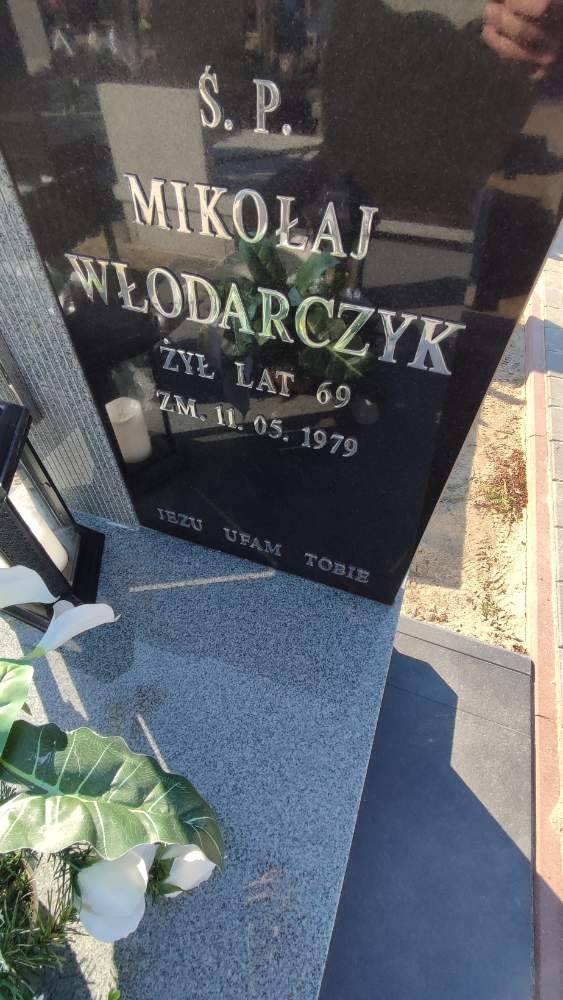 Ś. P.
MIKOŁAJ
WŁODARCZYK
ŻYŁ LAT 69
ZM. 11. 05. 1979
JEZU UFAM TOBIE